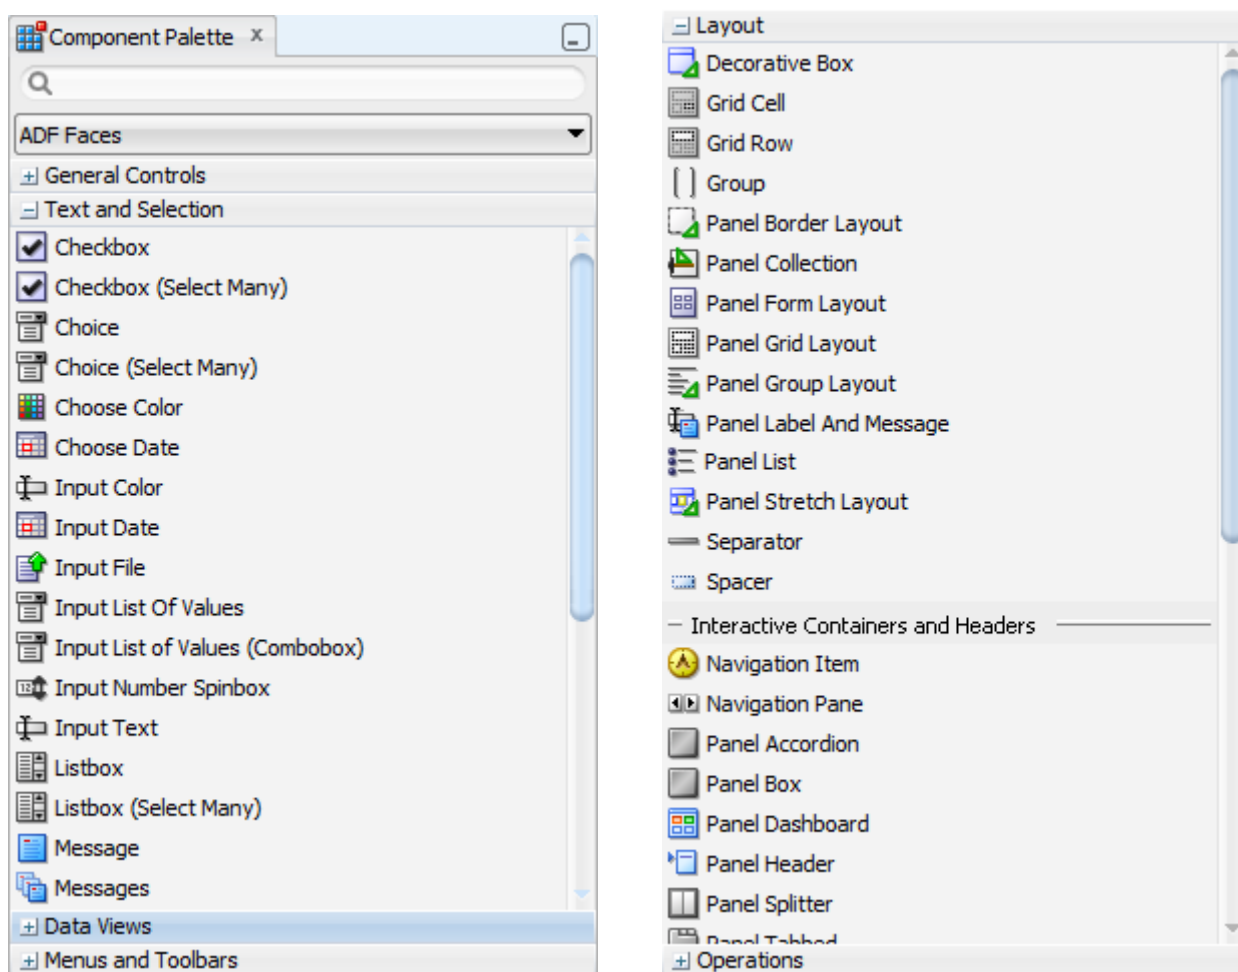 Component Palette x
ADF Faces
General Controls
Text and Selection
Checkbox
Checkbox (Select Many)
Choice
Choice (Select Many)
Choose Color
Choose Date
Input Color
Input Date
Input File
Input List Of Values
Input List of Values (Combobox)
Input Number Spinbox
Input Text
Listbox
Listbox (Select Many)
Message
Messages
Data Views
Menus and Toolbars
Layout
Decorative Box
Grid Cell
Grid Row
Group
Panel Border Layout
Panel Collection
Panel Form Layout
Panel Grid Layout
Panel Group Layout
Panel Label And Message
Panel List
Panel Stretch Layout
Separator
Spacer
Interactive Containers and Headers
Navigation Item
Navigation Pane
Panel Accordion
Panel Box
Panel Dashboard
Panel Header
Panel Splitter
Panel Tabbed
Operations